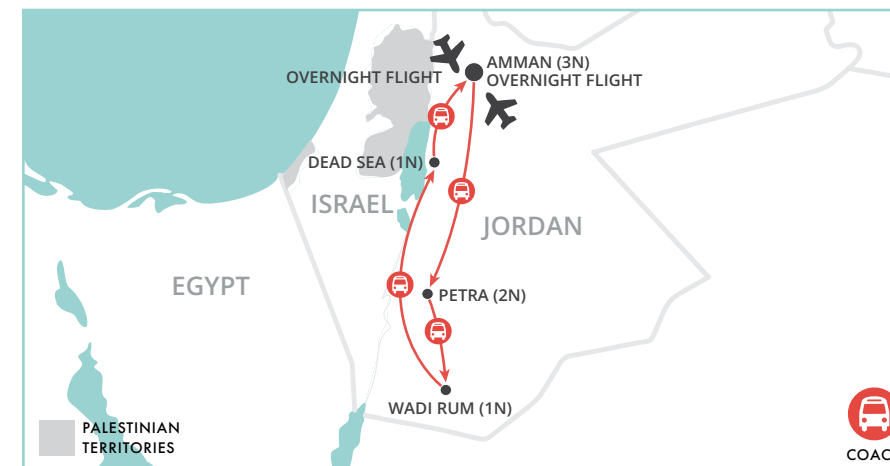 OVERNIGHT FLIGHT
AMMAN (3N)
OVERNIGHT FLIGHT
DEAD SEA (1N)
ISRAEL
JORDAN
EGYPT
PETRA (2N)
WADI RUM (1N)
PALESTINIAN
TERRITORIES
COAC